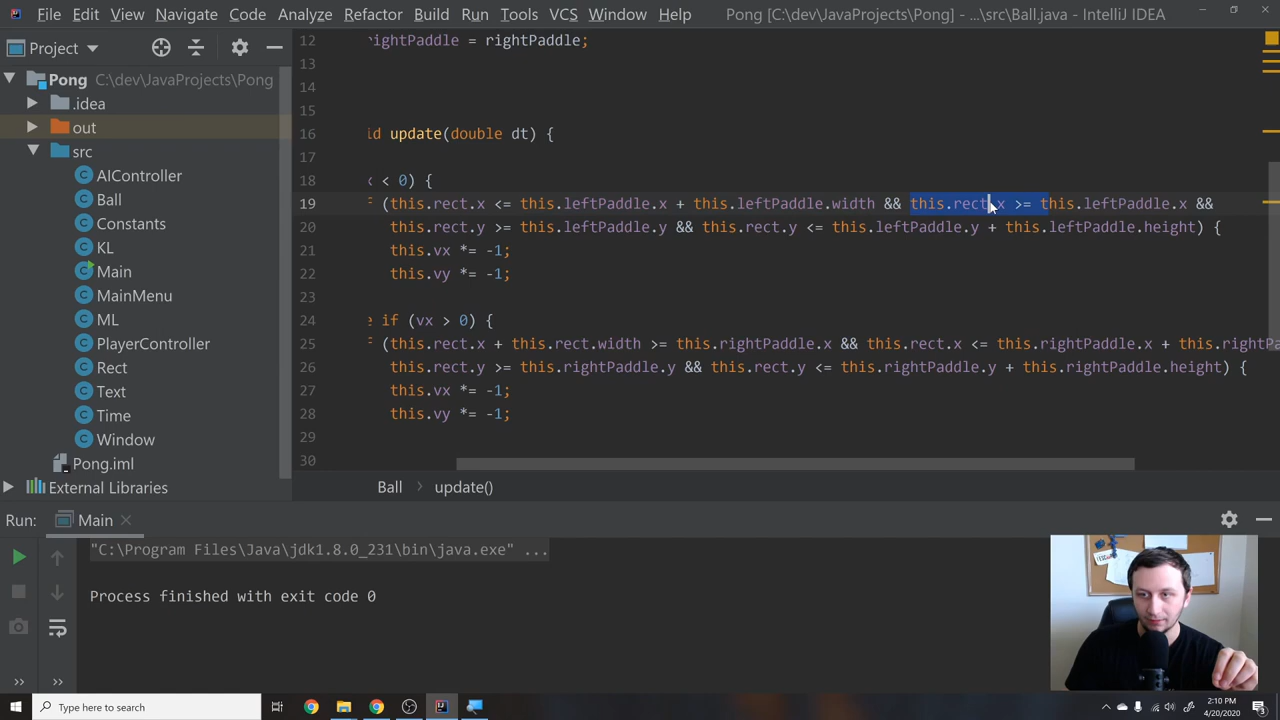 File Edit View Navigate Code Analyze Refactor Build Run Tools VCS Window Help Pong [C:\dev\JavaProjects\Pong] - ...\src\Ball.java - IntelliJ IDEA
Project
Pong C:\dev\JavaProjects\Pong
.idea
out
src
AIController
Ball
Constants
KL
Main
MainMenu
ML
PlayerController
Rect
Text
Time
Window
Pong.iml
External Libraries
12 rightPaddle = rightPaddle;
13
14
15
16 id update(double dt) {
17
18 < 0) {
19 (this.rect.x <= this.leftPaddle.x + this.leftPaddle.width && this.rect.x >= this.leftPaddle.x &&
20 this.rect.y >= this.leftPaddle.y && this.rect.y <= this.leftPaddle.y + this.leftPaddle.height) {
21 this.vx *= -1;
22 this.vy *= -1;
23
24 e if (vx > 0) {
25 (this.rect.x + this.rect.width >= this.rightPaddle.x && this.rect.x <= this.rightPaddle.x + this.rightPa
26 this.rect.y >= this.rightPaddle.y && this.rect.y <= this.rightPaddle.y + this.rightPaddle.height) {
27 this.vx *= -1;
28 this.vy *= -1;
29
30
Ball > update()
Run: Main
"C:\Program Files\Java\jdk1.8.0_231\bin\java.exe" ...
Process finished with exit code 0
Type here to search
2:10 PM
4/20/2020